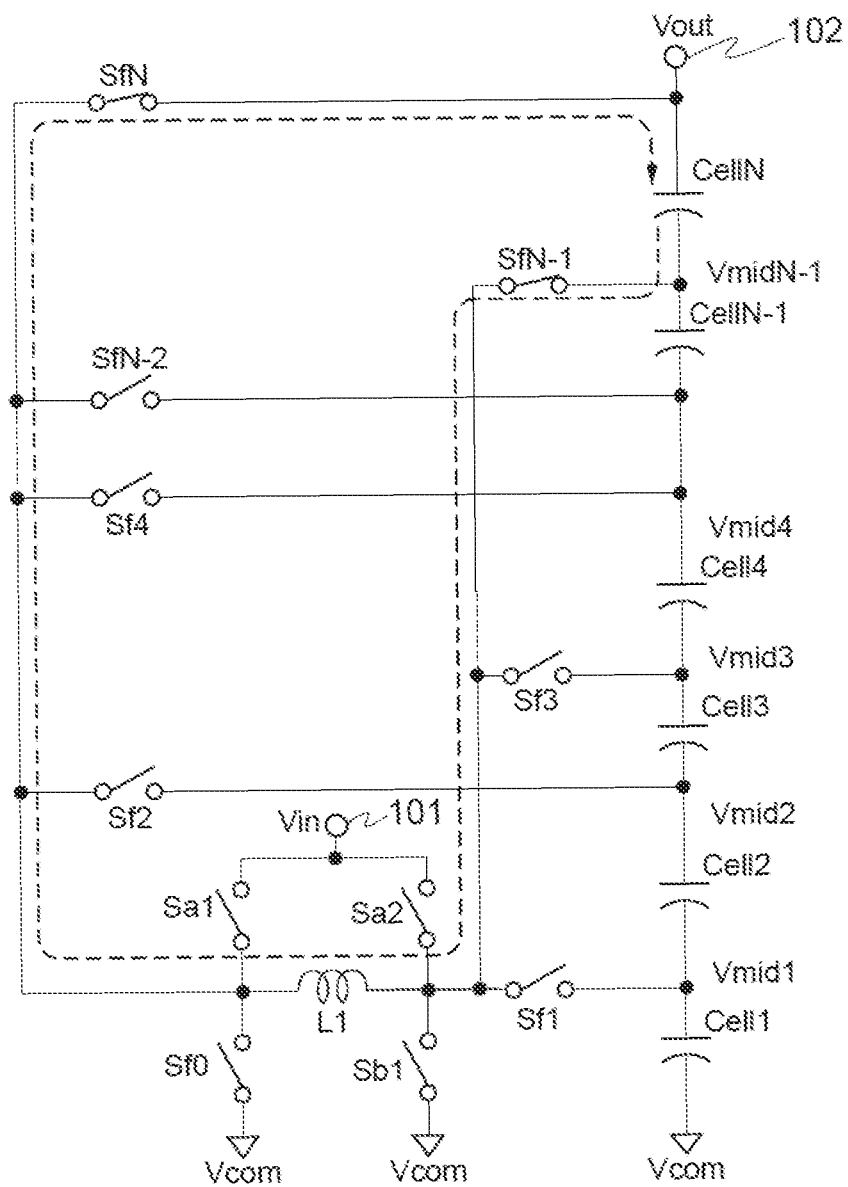 Vout 102
SfN
CellN
SfN-1
VmidN-1
CellN-1
SfN-2
Sf4
Vmid4
Cell4
Vmid3
Sf3
Cell3
Sf2
Vin 101
Vmid2
Sa1
Sa2
Cell2
Vmid1
L1
Sf1
Cell1
Sf0
Sb1
Vcom
Vcom
Vcom